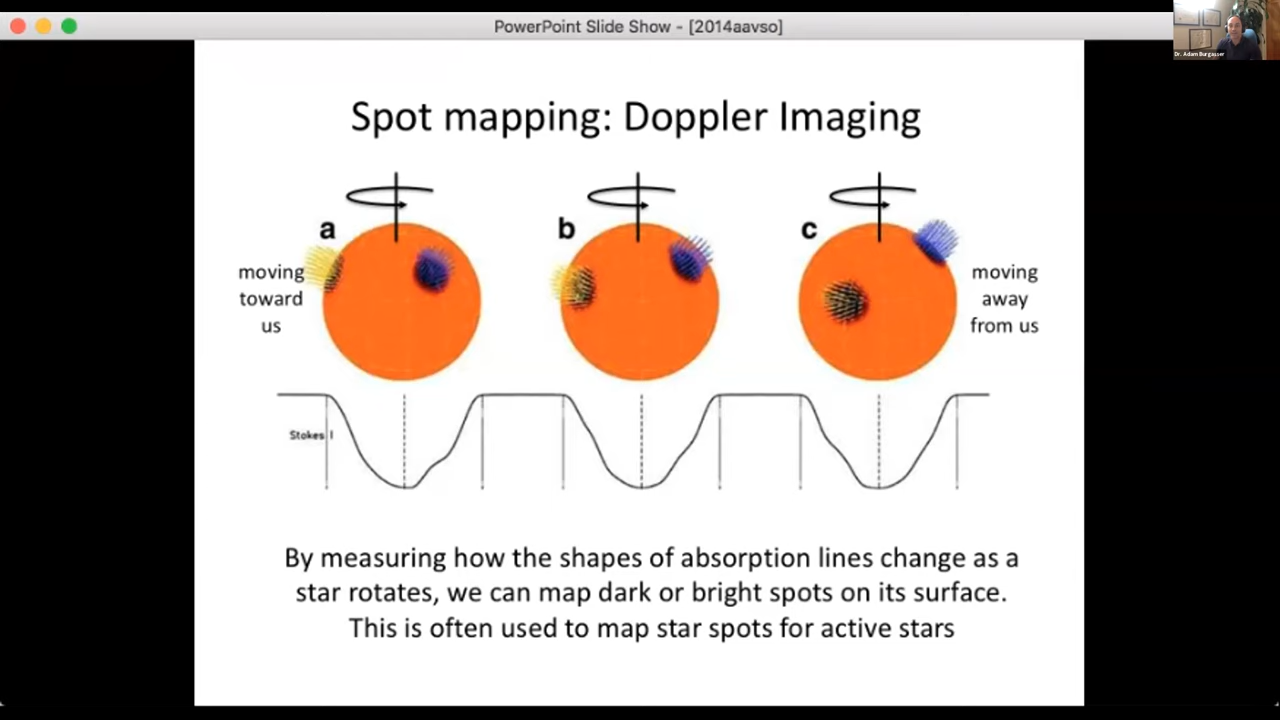 PowerPoint Slide Show - [2014aavso]
Dr. Adam Burgasser
Spot mapping: Doppler Imaging
a
b
c
moving
toward
us
moving
away
from us
Stokes I
By measuring how the shapes of absorption lines change as a
star rotates, we can map dark or bright spots on its surface.
This is often used to map star spots for active stars